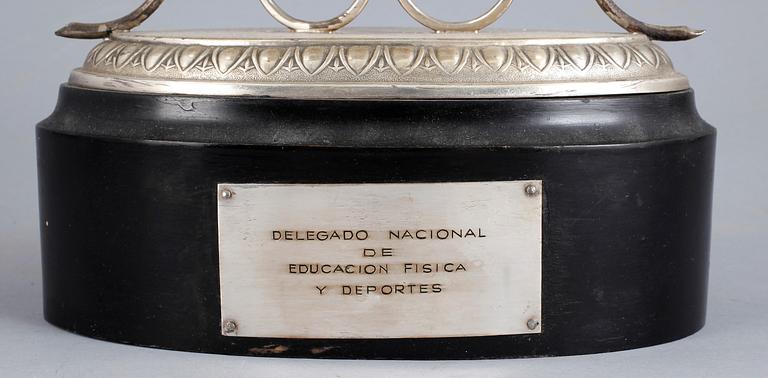 DELEGADO NACIONAL
DE
EDUCACION FISICA
Y DEPORTES